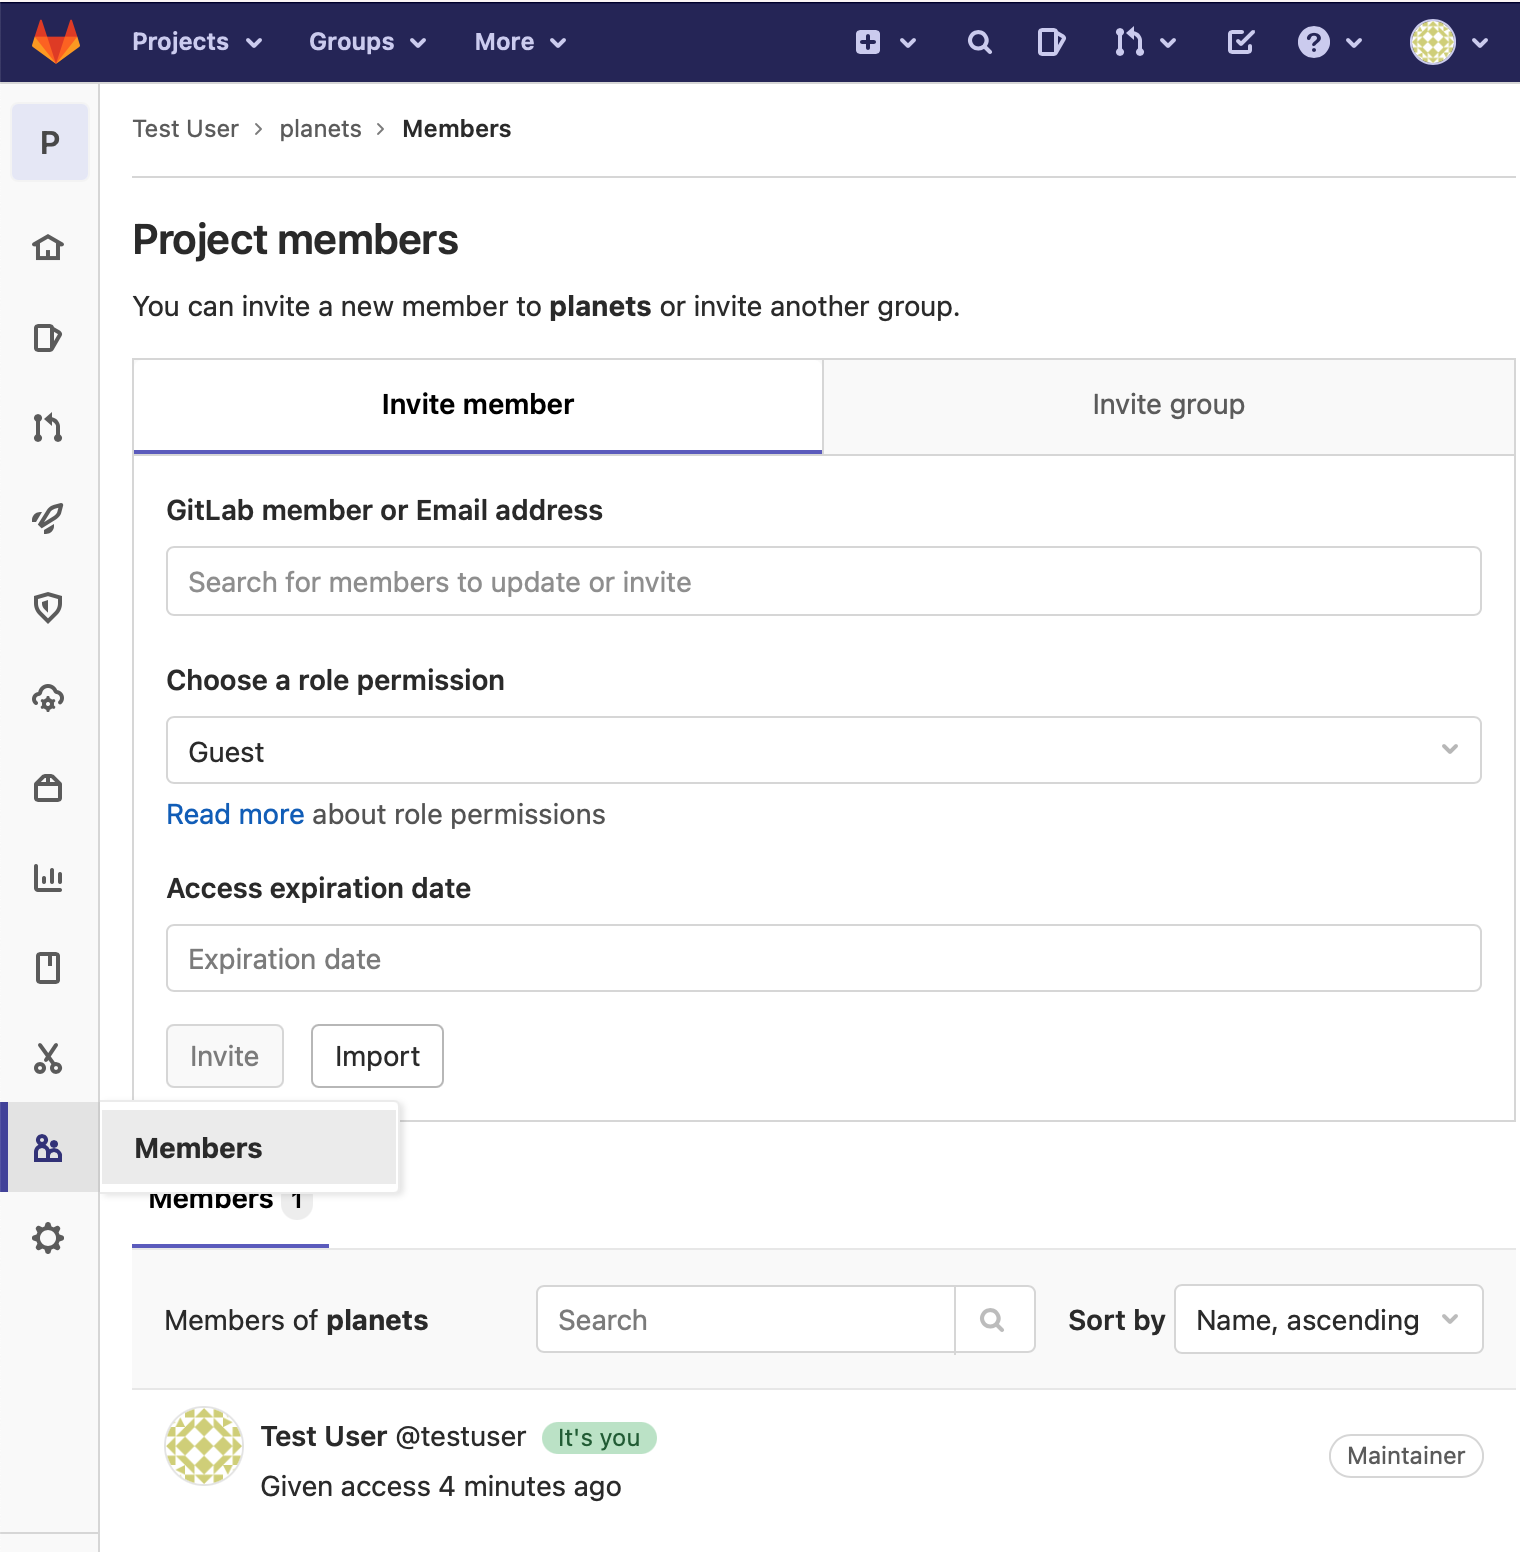 Projects Groups More
P
Test User > planets > Members
Project members
You can invite a new member to planets or invite another group.
Invite member Invite group
GitLab member or Email address
Search for members to update or invite
Choose a role permission
Guest
Read more about role permissions
Access expiration date
Expiration date
Invite Import
Members
Members 1
Members of planets Search Sort by Name, ascending
Test User @testuser It's you
Given access 4 minutes ago
Maintainer